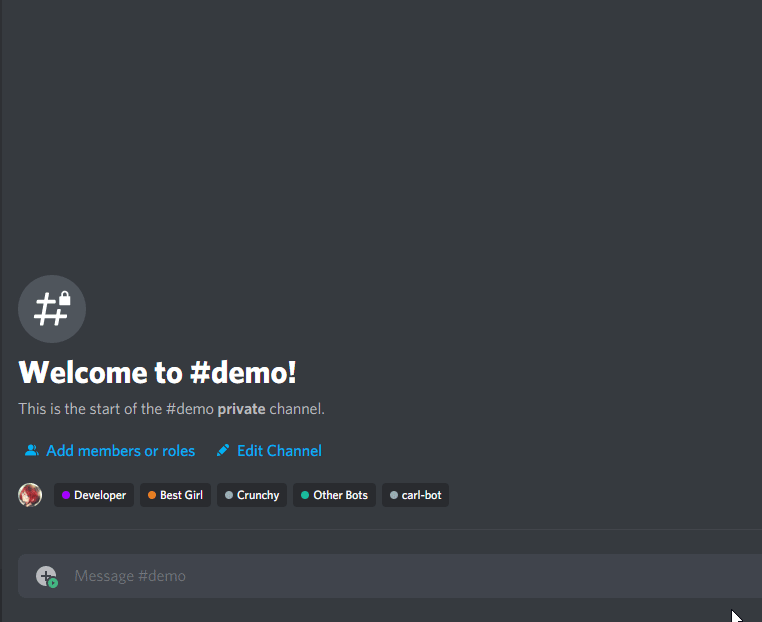 Welcome to #demo!
This is the start of the #demo private channel.
Add members or roles Edit Channel
Developer Best Girl Crunchy Other Bots carl-bot
Message #demo